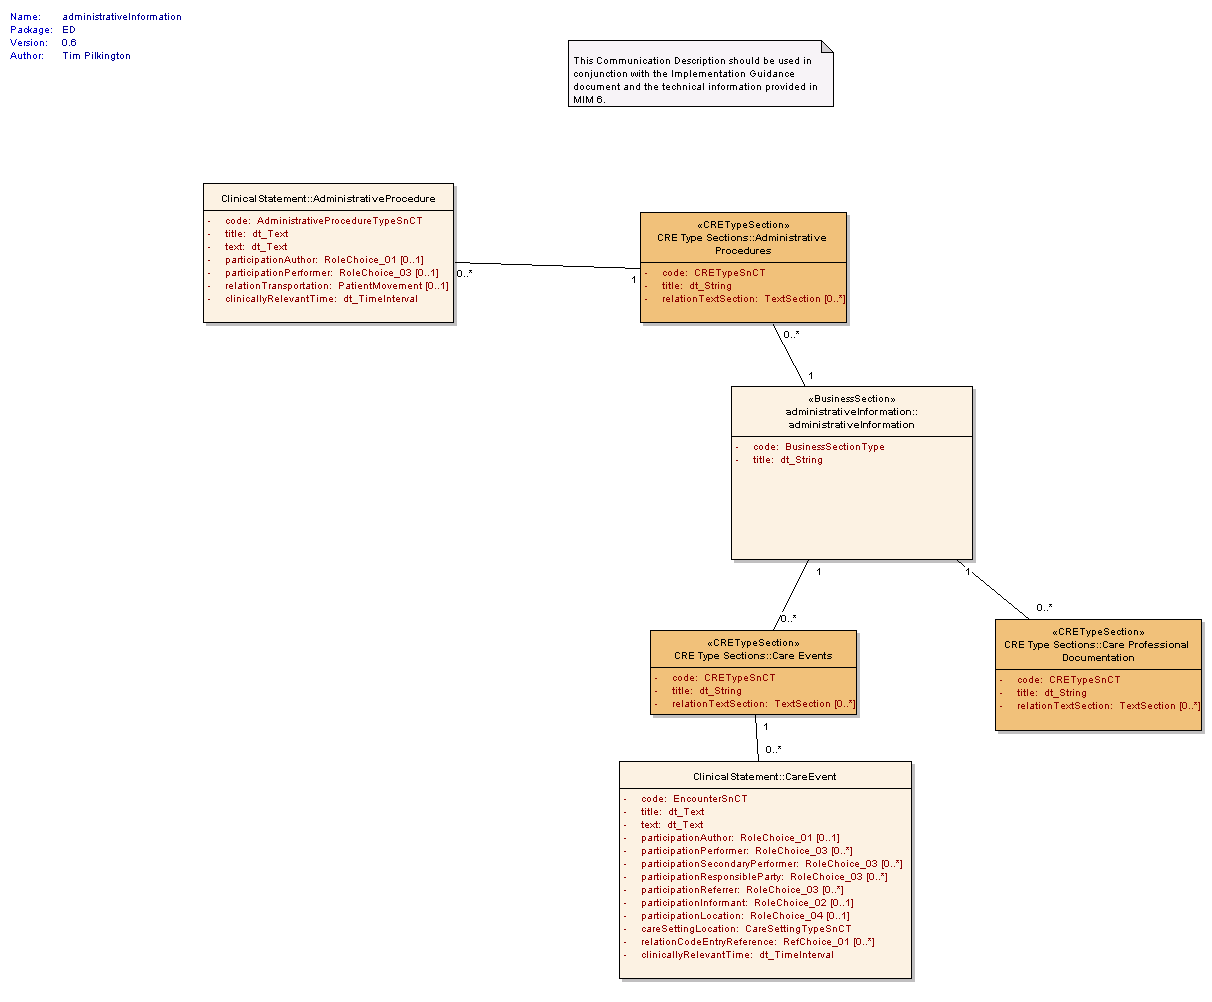 Name: administrativeInformation
Package: ED
Version: 0.6
Author: Tim Pilkington
This Communication Description should be used in
conjunction with the Implementation Guidance
document and the technical information provided in
MIM 6.
ClinicalStatement::AdministrativeProcedure
- code: AdministrativeProcedureTypeSnCT
- title: dt_Text
- text: dt_Text
- participationAuthor: RoleChoice_01 [0..1]
- participationPerformer: RoleChoice_03 [0..1]
- relationTransportation: PatientMovement [0..1]
- clinicallyRelevantTime: dt_TimeInterval
0..*
1
«CRETypeSection»
CRE Type Sections::Administrative
Procedures
- code: CRETypeSnCT
- title: dt_String
- relationTextSection: TextSection [0..*]
0..*
1
«BusinessSection»
administrativeInformation::
administrativeInformation
- code: BusinessSectionType
- title: dt_String
1
0..*
1
0..*
«CRETypeSection»
CRE Type Sections::Care Events
- code: CRETypeSnCT
- title: dt_String
- relationTextSection: TextSection [0..*]
«CRETypeSection»
CRE Type Sections::Care Professional
Documentation
- code: CRETypeSnCT
- title: dt_String
- relationTextSection: TextSection [0..*]
1
0..*
ClinicalStatement::CareEvent
- code: EncounterSnCT
- title: dt_Text
- text: dt_Text
- participationAuthor: RoleChoice_01 [0..1]
- participationPerformer: RoleChoice_03 [0..*]
- participationSecondaryPerformer: RoleChoice_03 [0..*]
- participationResponsibleParty: RoleChoice_03 [0..*]
- participationReferrer: RoleChoice_03 [0..*]
- participationInformant: RoleChoice_02 [0..1]
- participationLocation: RoleChoice_04 [0..1]
- careSettingLocation: CareSettingTypeSnCT
- relationCodeEntryReference: RefChoice_01 [0..*]
- clinicallyRelevantTime: dt_TimeInterval